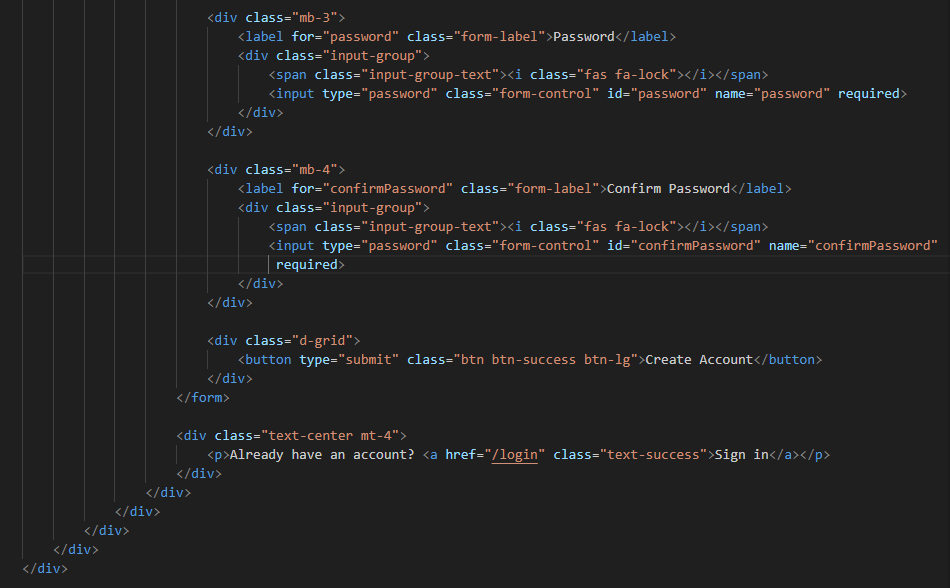 <div class="mb-3">
<label for="password" class="form-label">Password</label>
<div class="input-group">
<span class="input-group-text"><i class="fas fa-lock"></i></span>
<input type="password" class="form-control" id="password" name="password" required>
</div>
</div>
<div class="mb-4">
<label for="confirmPassword" class="form-label">Confirm Password</label>
<div class="input-group">
<span class="input-group-text"><i class="fas fa-lock"></i></span>
<input type="password" class="form-control" id="confirmPassword" name="confirmPassword"
required>
</div>
</div>
<div class="d-grid">
<button type="submit" class="btn btn-success btn-lg">Create Account</button>
</div>
</form>
<div class="text-center mt-4">
<p>Already have an account? <a href="/login" class="text-success">Sign in</a></p>
</div>
</div>
</div>
</div>
</div>
</div>